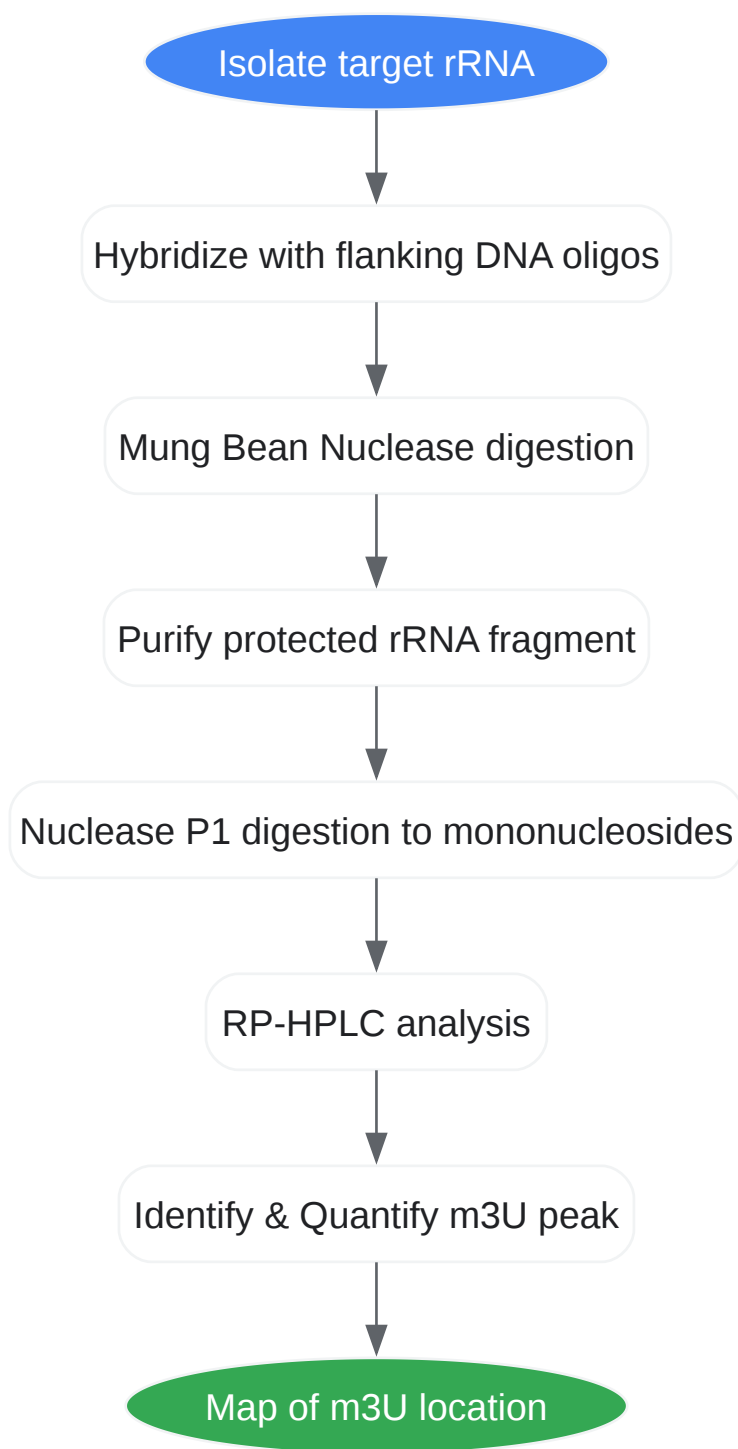 Isolate target rRNA
Hybridize with flanking DNA oligos
Mung Bean Nuclease digestion
Purify protected rRNA fragment
Nuclease P1 digestion to mononucleosides
RP-HPLC analysis
Identify & Quantify m3U peak
Map of m3U location